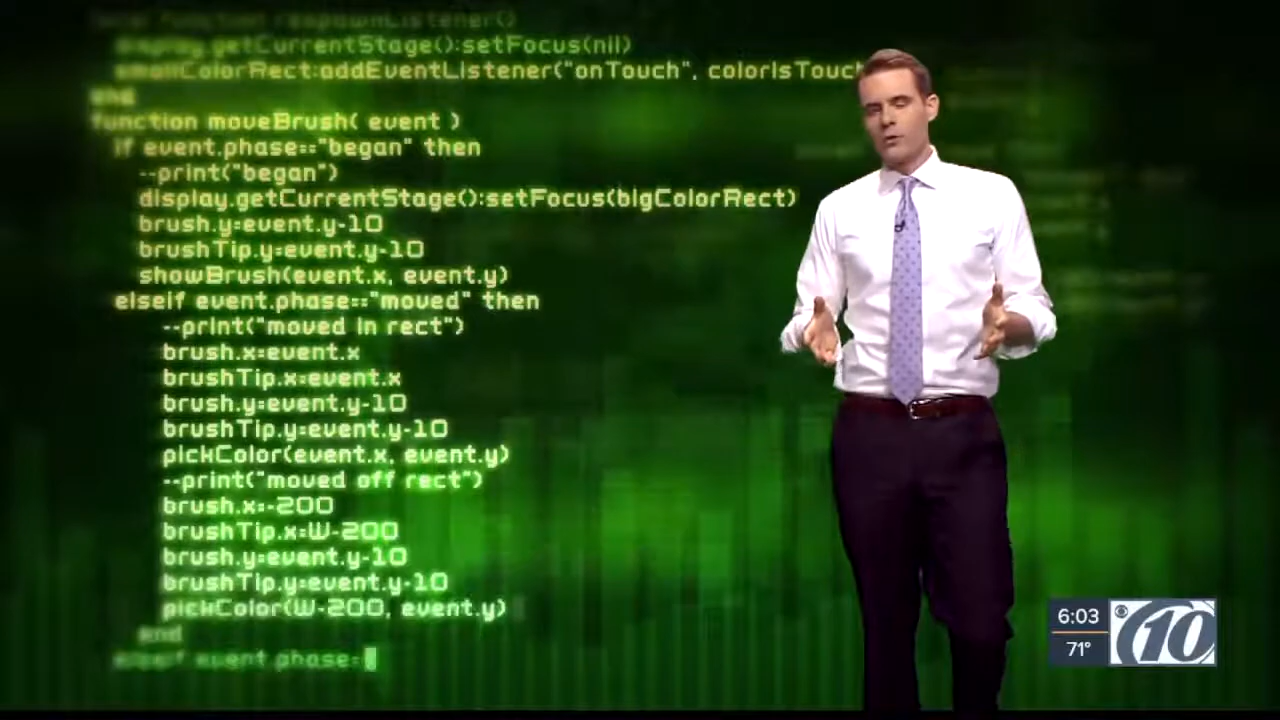 respawnListener()
display.getCurrentStage():setFocus(nil)
smallColorRect:addEventListener("onTouch", colorIsTouch
end
function moveBrush( event )
if event.phase=="began" then
--print("began")
display.getCurrentStage():setFocus(bigColorRect)
brush.y=event.y-10
brushTip.y=event.y-10
showBrush(event.x, event.y)
elseif event.phase=="moved" then
--print("moved in rect")
brush.x=event.x
brushTip.x=event.x
brush.y=event.y-10
brushTip.y=event.y-10
pickColor(event.x, event.y)
--print("moved off rect")
brush.x=-200
brushTip.x=W-200
brush.y=event.y-10
brushTip.y=event.y-10
pickColor(W-200, event.y)
end
elseif event.phase=
6:03
71°
10